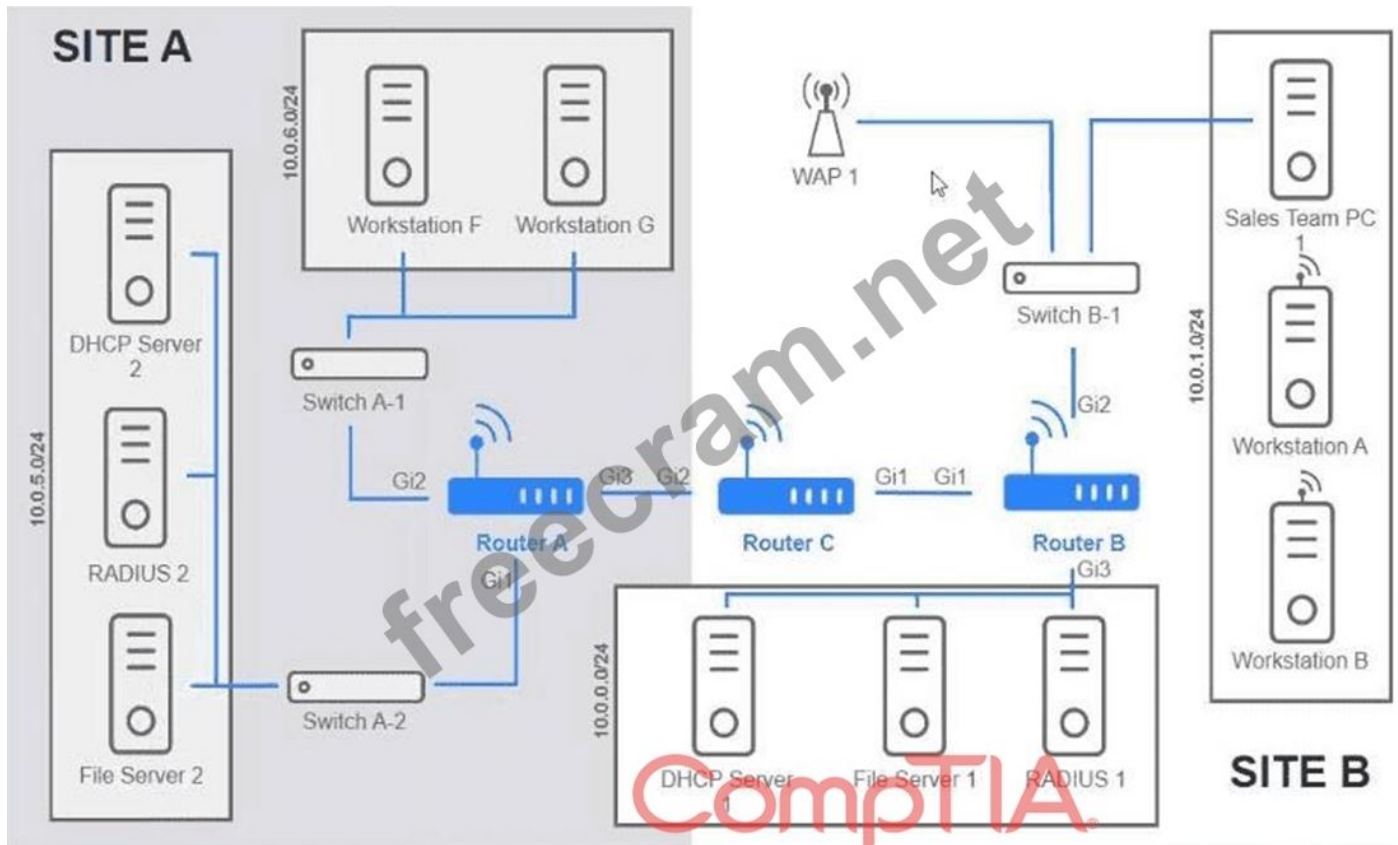 SITE A
10.0.6.0/24
Workstation F
Workstation G
WAP 1
Sales Team PC
1
DHCP Server
2
Switch A-1
Switch B-1
10.0.1.0/24
Workstation A
Gi2
10.0.5.0/24
RADIUS 2
Gi2
Gi3
Gi2
Gi1
Gi1
Router A
Router C
Router B
Gi1
Gi3
Workstation B
File Server 2
Switch A-2
10.0.0.0/24
DHCP Server
1
File Server 1
RADIUS 1
SITE B
freecram.net
CompTIA.